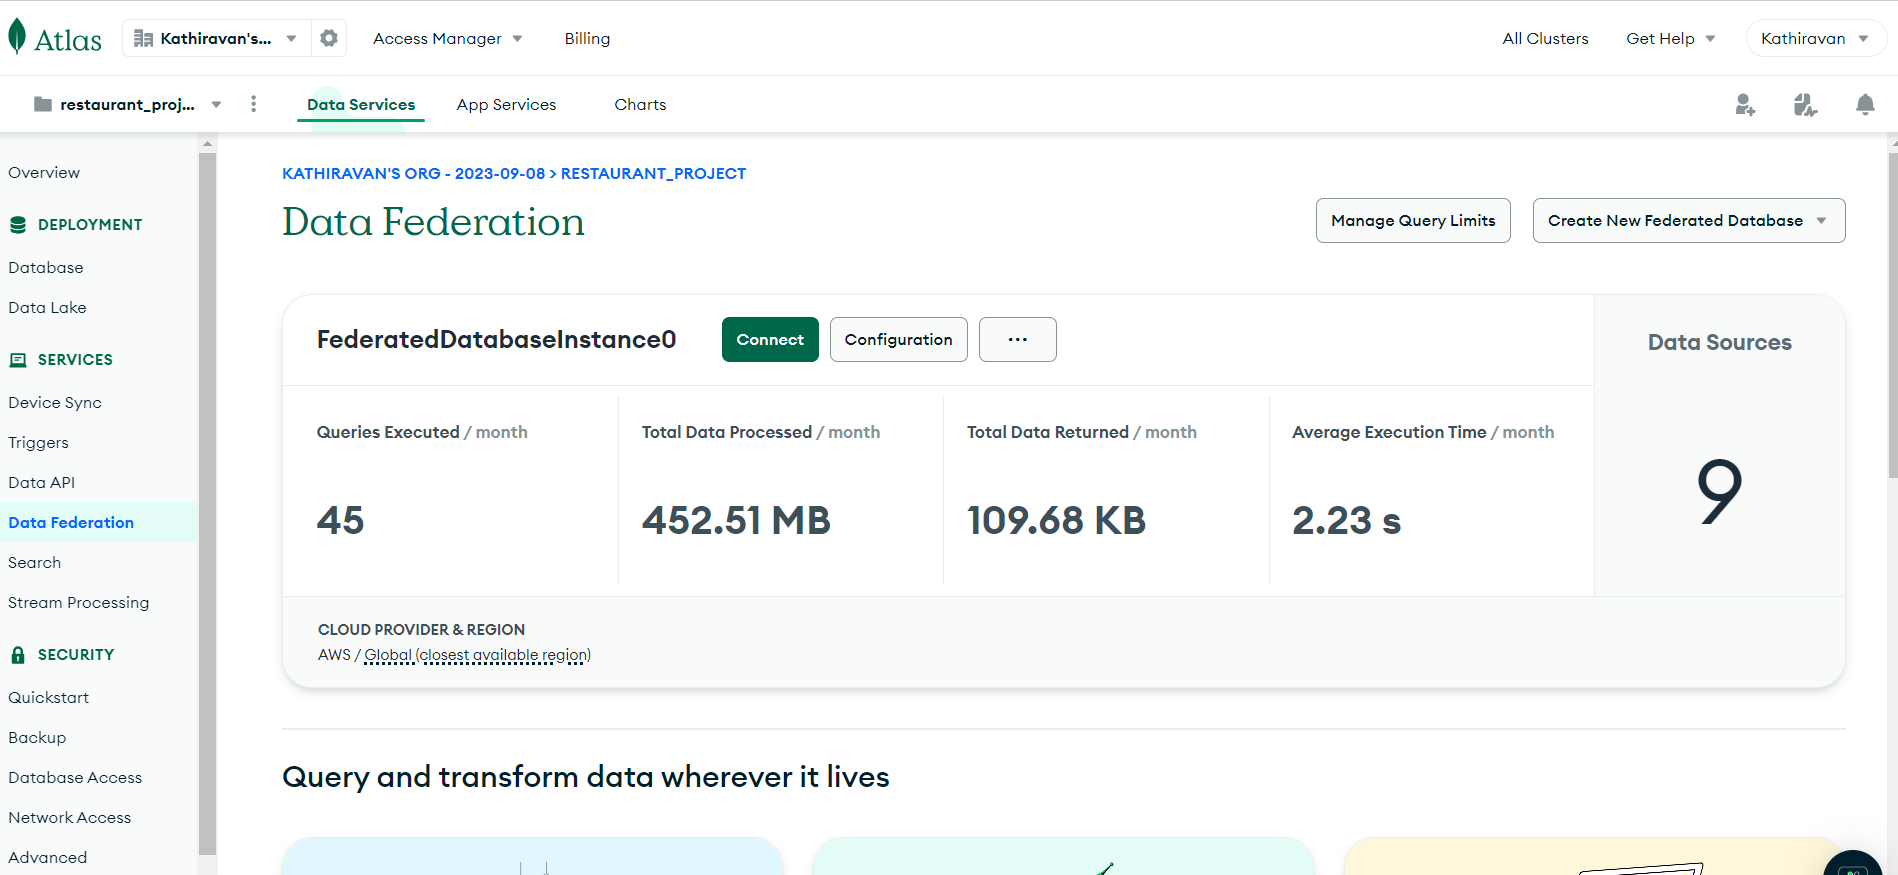 Atlas
Kathiravan's...
Access Manager
Billing
All Clusters
Get Help
Kathiravan
restaurant_proj...
Data Services
App Services
Charts
Overview
DEPLOYMENT
Database
Data Lake
SERVICES
Device Sync
Triggers
Data API
Data Federation
Search
Stream Processing
SECURITY
Quickstart
Backup
Database Access
Network Access
Advanced
KATHIRAVAN'S ORG - 2023-09-08 > RESTAURANT_PROJECT
Data Federation
Manage Query Limits
Create New Federated Database
FederatedDatabaseInstance0
Connect
Configuration
...
Data Sources
9
Queries Executed / month
45
Total Data Processed / month
452.51 MB
Total Data Returned / month
109.68 KB
Average Execution Time / month
2.23 s
CLOUD PROVIDER & REGION
AWS / Global (closest available region)
Query and transform data wherever it lives